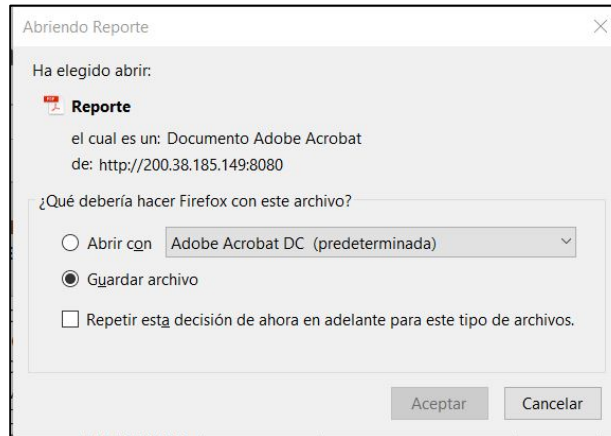 Abriendo Reporte
Ha elegido abrir:
Reporte
el cual es un: Documento Adobe Acrobat
de: http://200.38.185.149:8080
¿Qué debería hacer Firefox con este archivo?
Abrir con Adobe Acrobat DC (predeterminada)
Guardar archivo
Repetir esta decisión de ahora en adelante para este tipo de archivos.
Aceptar Cancelar